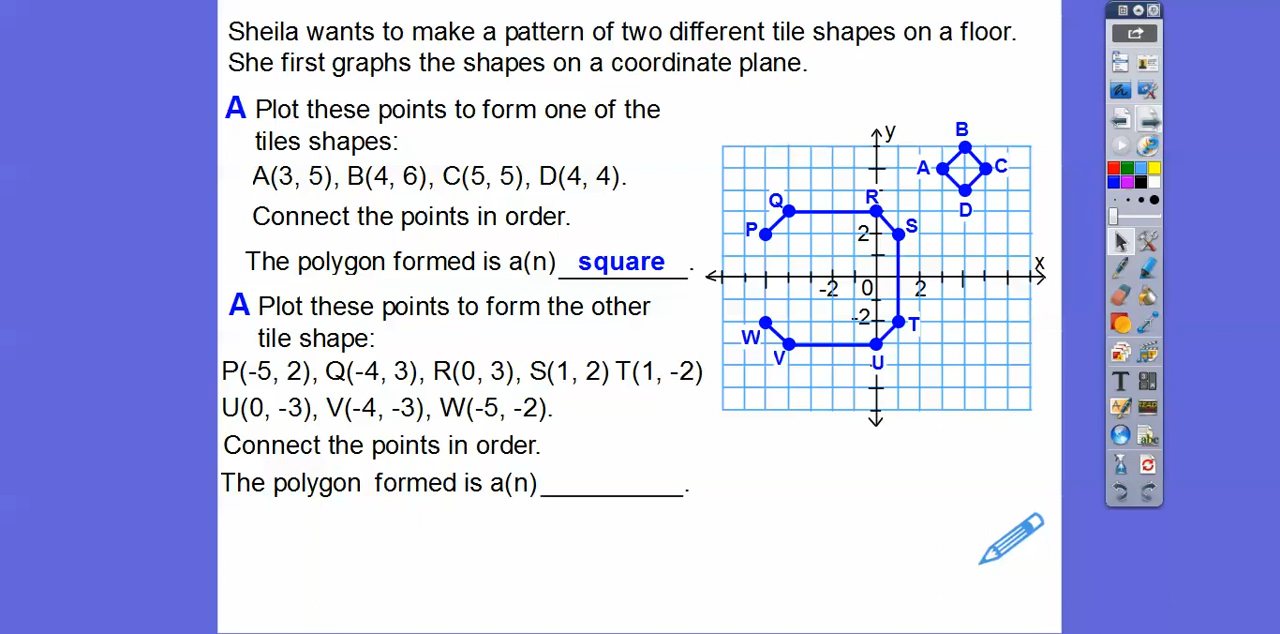 Sheila wants to make a pattern of two different tile shapes on a floor.
She first graphs the shapes on a coordinate plane.
A Plot these points to form one of the
tiles shapes:
A(3, 5), B(4, 6), C(5, 5), D(4, 4).
Connect the points in order.
The polygon formed is a(n) square.
A Plot these points to form the other
tile shape:
P(-5, 2), Q(-4, 3), R(0, 3), S(1, 2) T(1, -2)
U(0, -3), V(-4, -3), W(-5, -2).
Connect the points in order.
The polygon formed is a(n)__________.
y
B
A
C
D
Q
R
P
2
S
x
-2
0
2
-2
W
T
V
U
T
abc